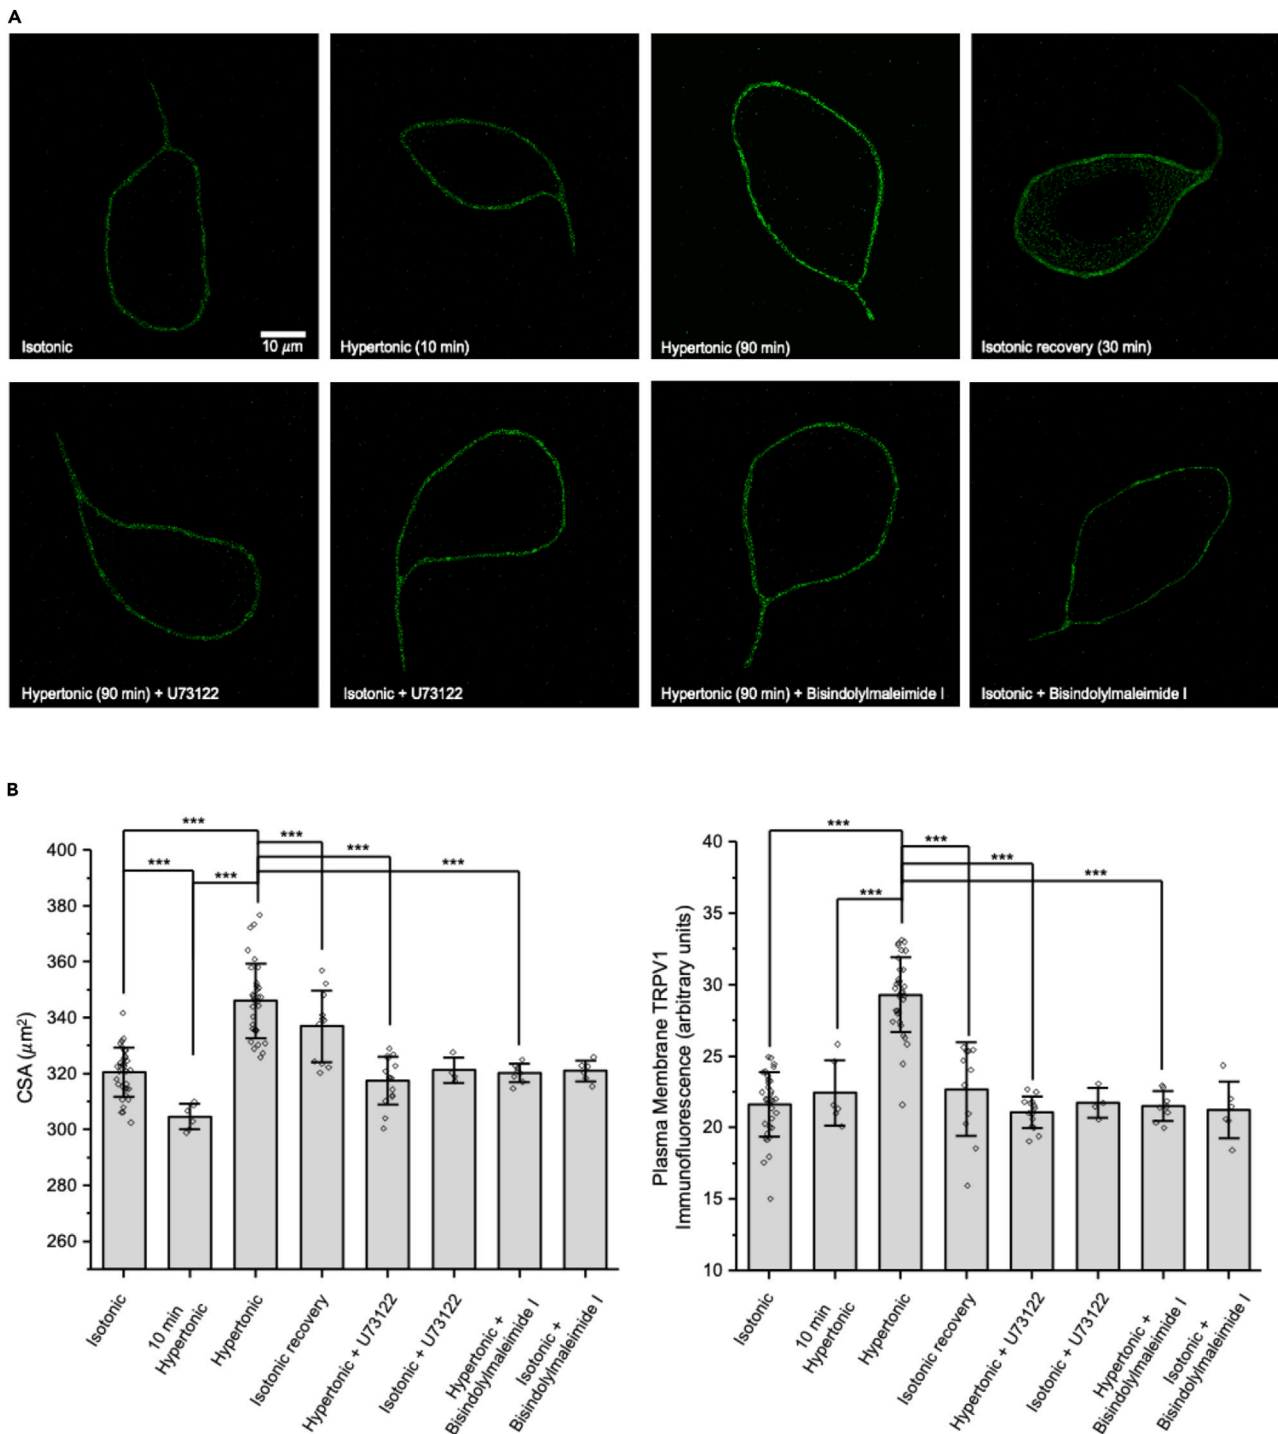 A
Isotonic
10 µm
Hypertonic (10 min)
Hypertonic (90 min)
Isotonic recovery (30 min)
Hypertonic (90 min) + U73122
Isotonic + U73122
Hypertonic (90 min) + Bisindolylmaleimide I
Isotonic + Bisindolylmaleimide I
B
CSA (µm²)
400
380
360
340
320
300
280
260
***
***
***
***
***
***
Isotonic
10 min
Hypertonic
Hypertonic
Isotonic recovery
Hypertonic + U73122
Isotonic + U73122
Hypertonic +
Bisindolylmaleimide I
Isotonic +
Bisindolylmaleimide I
Plasma Membrane TRPV1
Immunofluorescence (arbitrary units)
40
35
30
25
20
15
10
***
***
***
***
***
Isotonic
10 min
Hypertonic
Hypertonic
Isotonic recovery
Hypertonic + U73122
Isotonic + U73122
Hypertonic +
Bisindolylmaleimide I
Isotonic +
Bisindolylmaleimide I